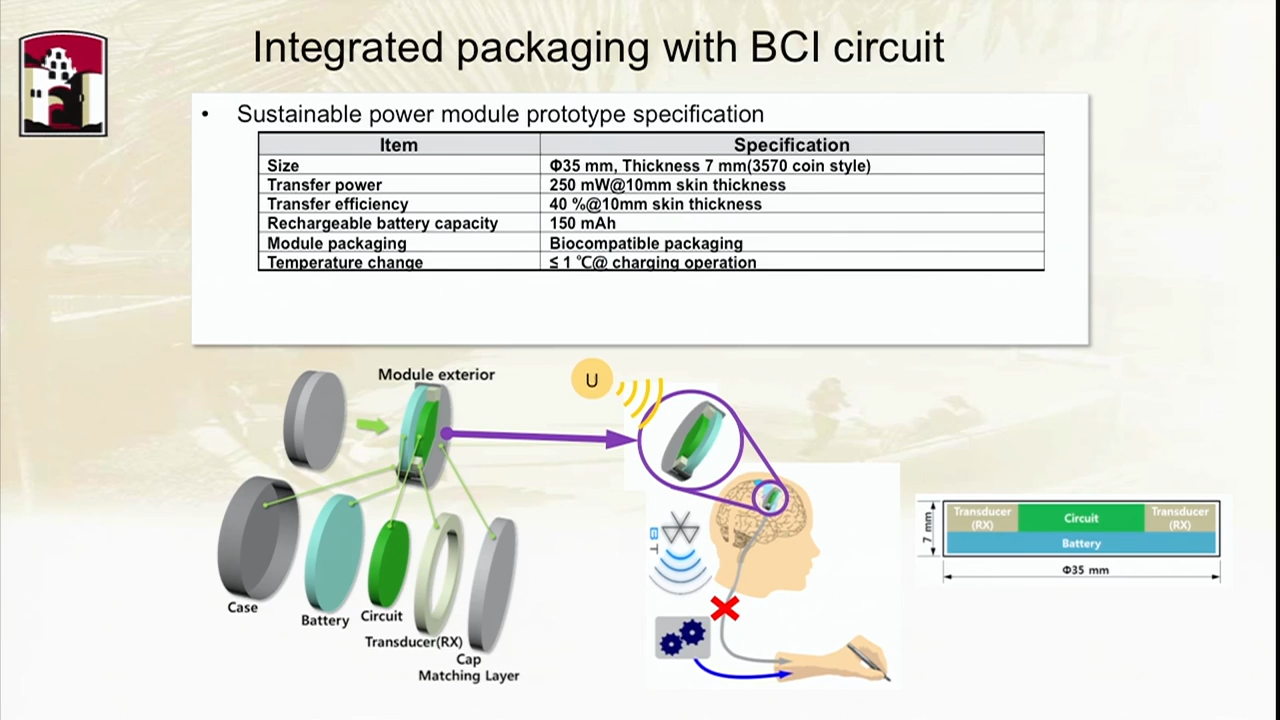 Integrated packaging with BCI circuit
• Sustainable power module prototype specification
Item Specification
Size Φ35 mm, Thickness 7 mm(3570 coin style)
Transfer power 250 mW@10mm skin thickness
Transfer efficiency 40 %@10mm skin thickness
Rechargeable battery capacity 150 mAh
Module packaging Biocompatible packaging
Temperature change ≤ 1 ℃@ charging operation
Module exterior
U
Case
Battery
Circuit
Transducer(RX)
Cap
Matching Layer
7 mm
Transducer
(RX)
Circuit
Transducer
(RX)
Battery
Φ35 mm